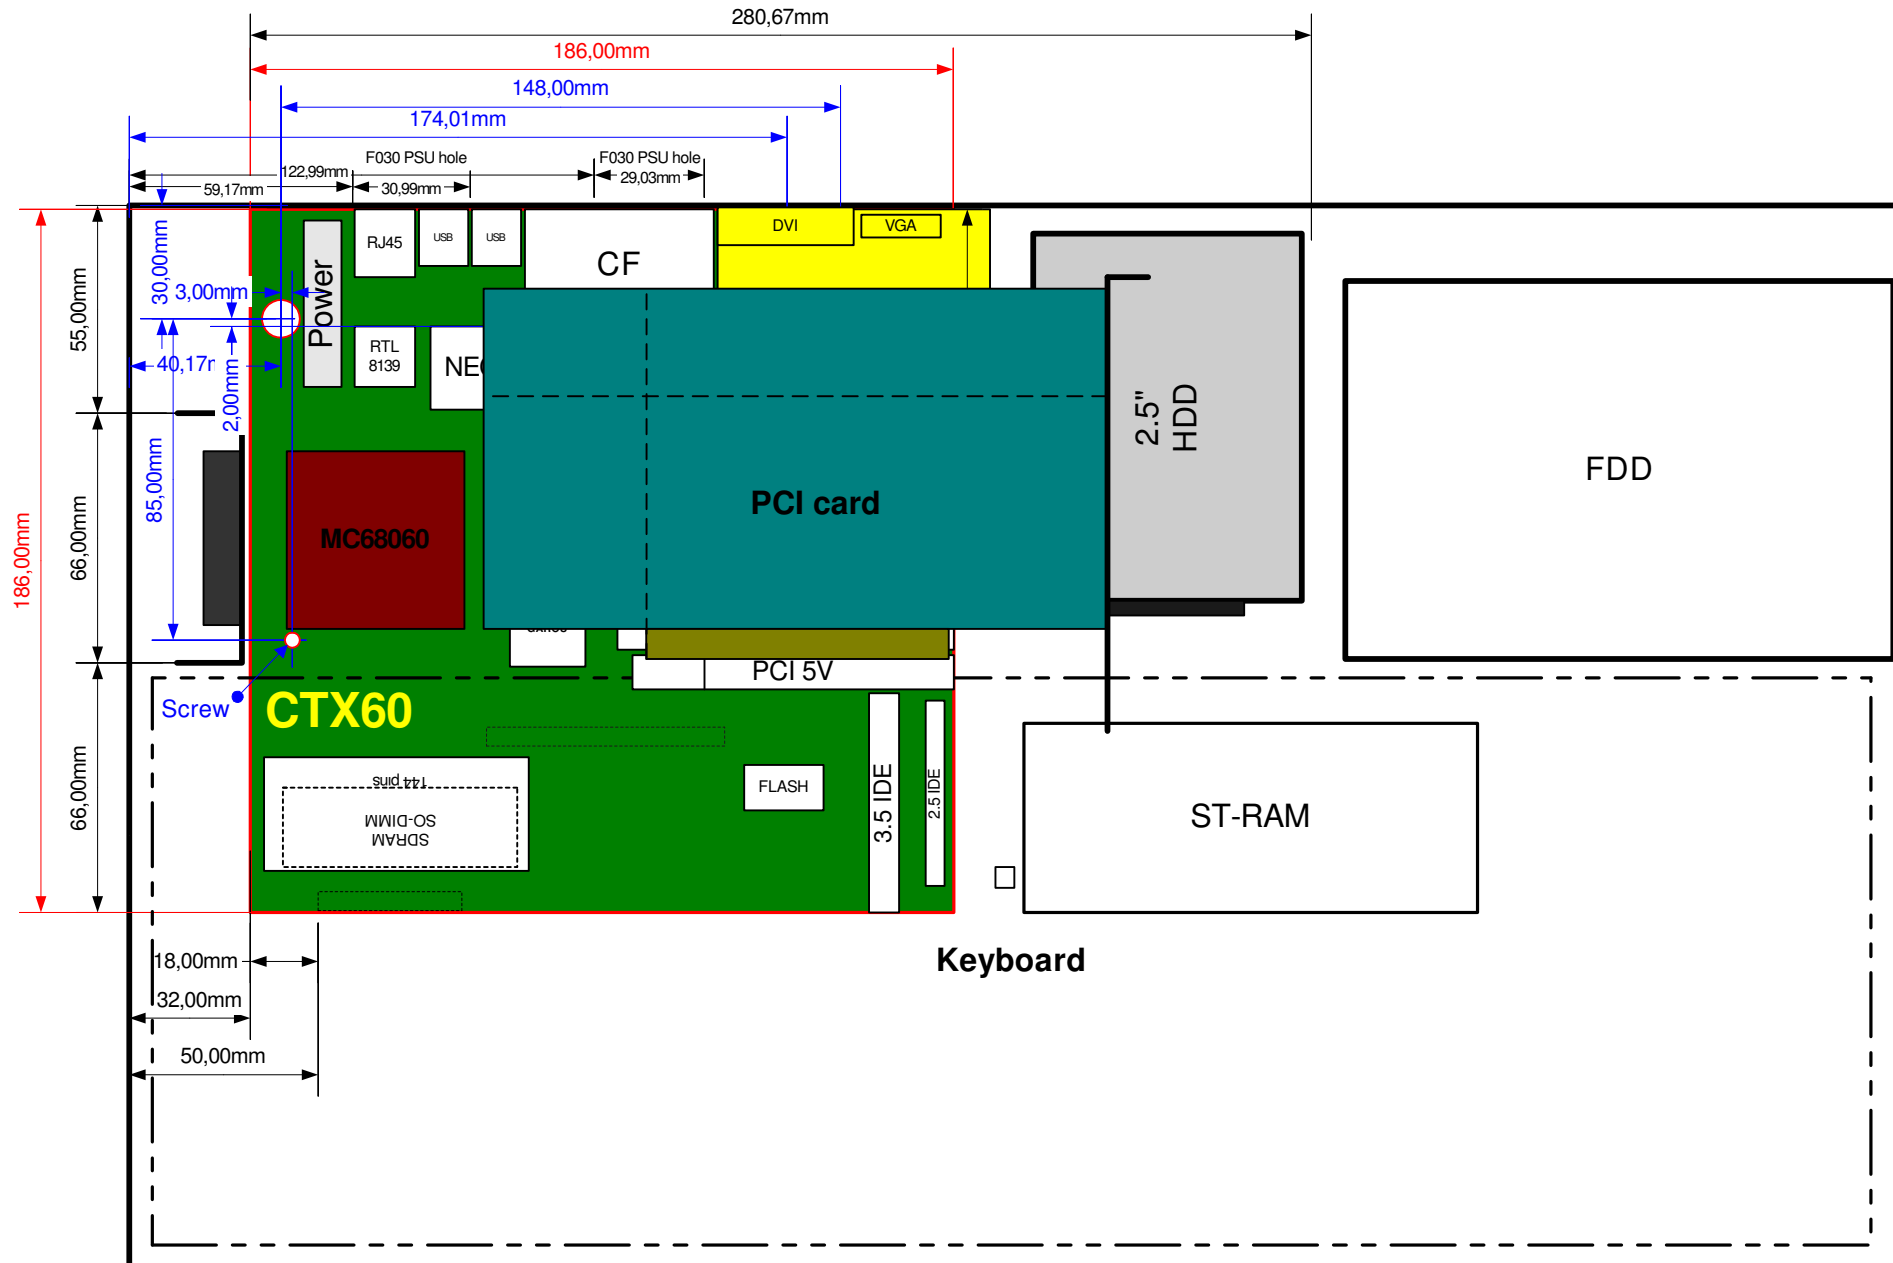 280,67mm
186,00mm
148,00mm
174,01mm
F030 PSU hole
F030 PSU hole
122,99mm
29,03mm
59,17mm
30,99mm
RJ45
USB
USB
CF
DVI
VGA
30,00mm
3,00mm
Power
55,00mm
40,17
2,00mm
RTL
8139
NE
2.5"
HDD
FDD
85,00mm
PCI card
MC68060
66,00mm
186,00mm
PCI 5V
Screw
CTX60
66,00mm
144 pins
SO-DIMM
SDRAM
FLASH
3.5 IDE
2.5 IDE
ST-RAM
Keyboard
18,00mm
32,00mm
50,00mm